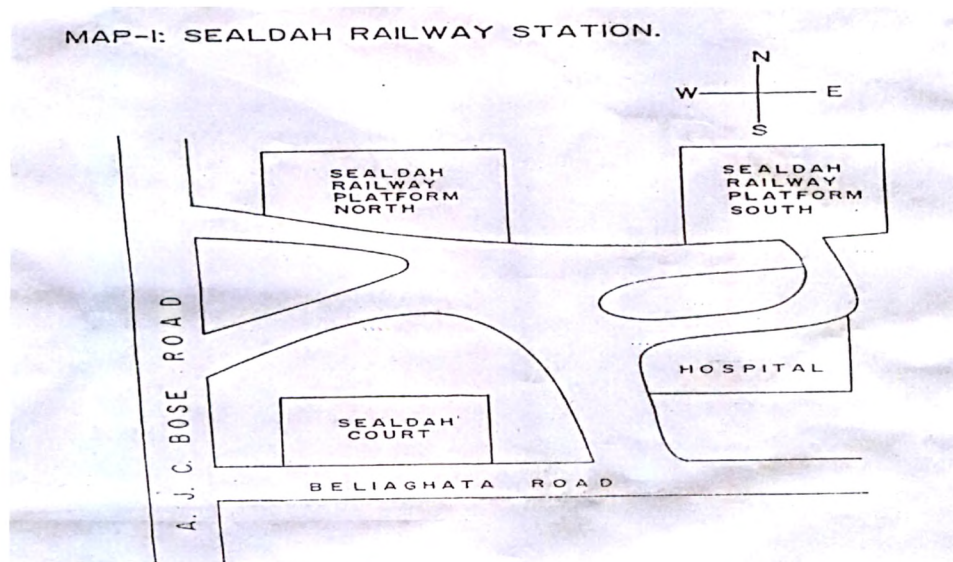 MAP-I: SEALDAH RAILWAY STATION.
N
W E
S
SEALDAH
RAILWAY
PLATFORM
NORTH
SEALDAH
RAILWAY
PLATFORM
SOUTH
A. J. C. BOSE ROAD
HOSPITAL
SEALDAH
COURT
BELIAGHATA ROAD